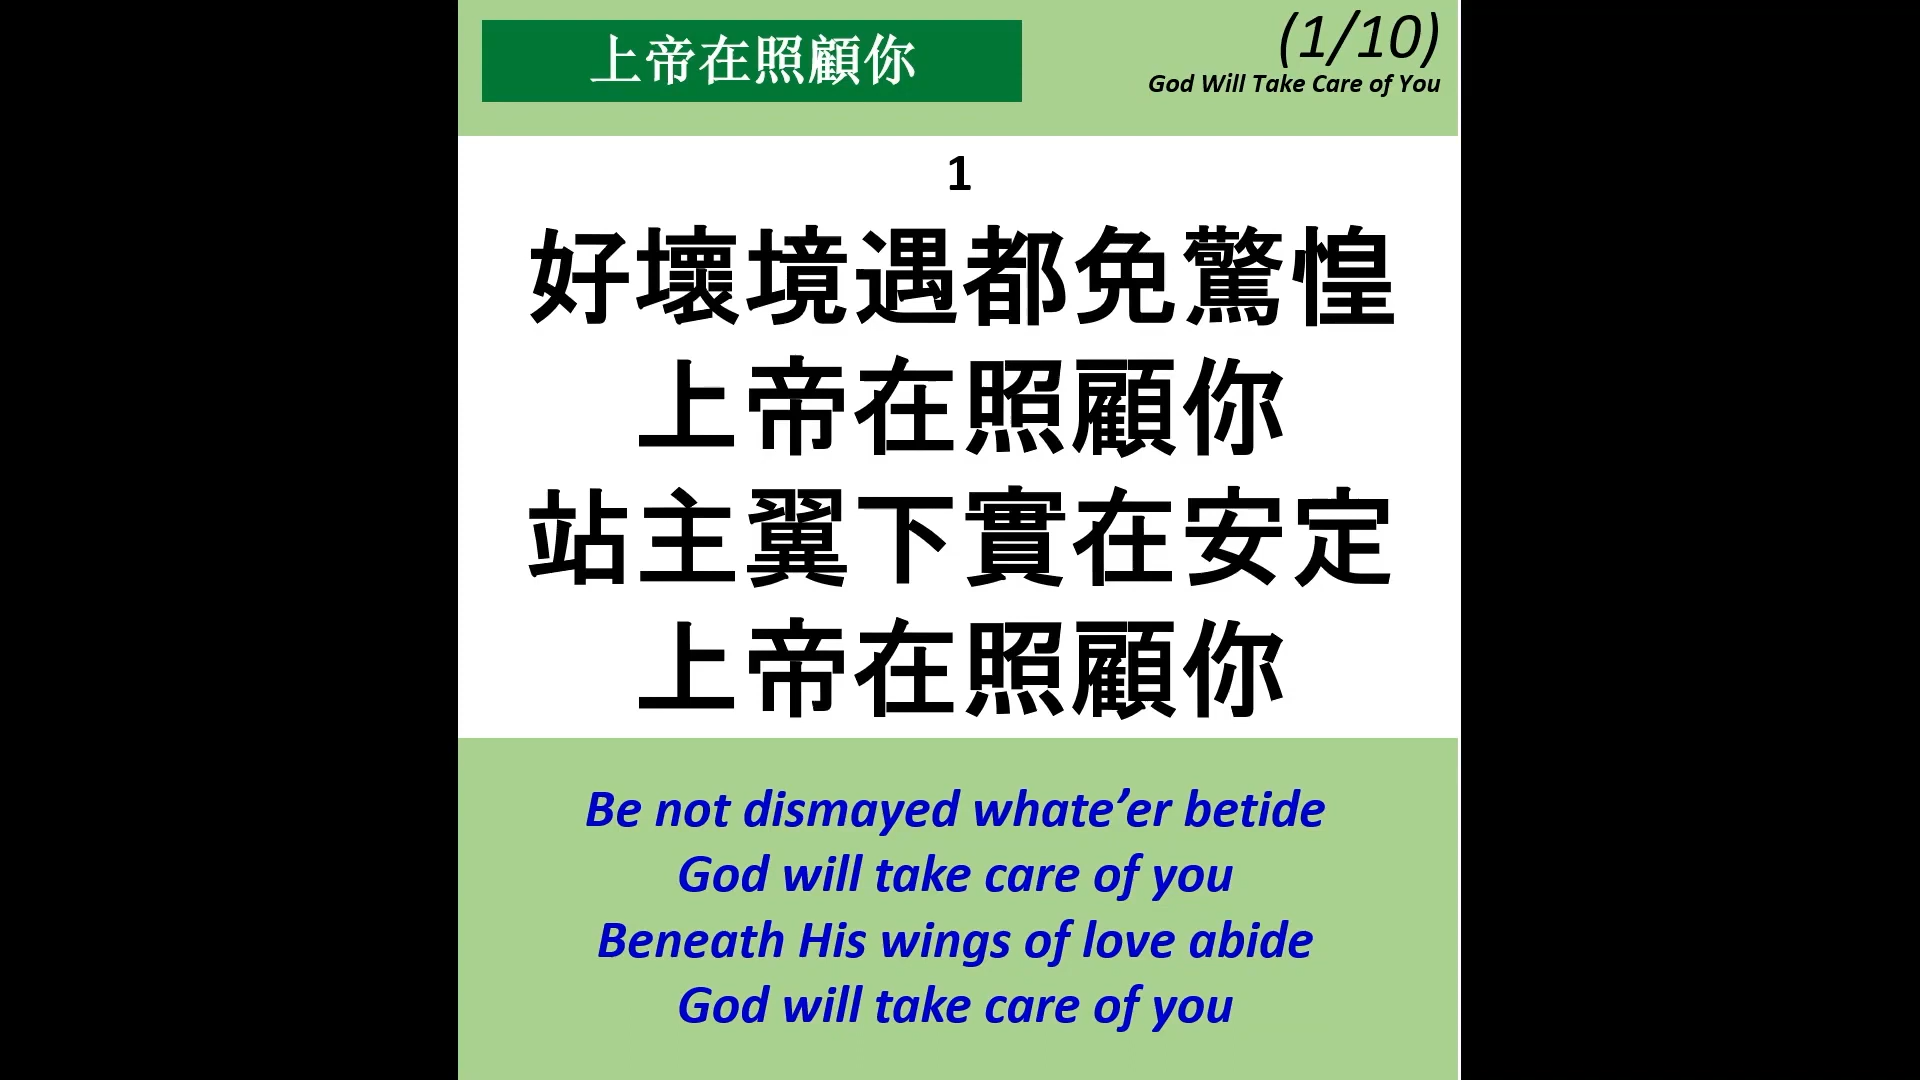 上帝在照顧你
(1/10)
God Will Take Care of You
1
好壞境遇都免驚惶
上帝在照顧你
站主翼下實在安定
上帝在照顧你
Be not dismayed whate’er betide
God will take care of you
Beneath His wings of love abide
God will take care of you